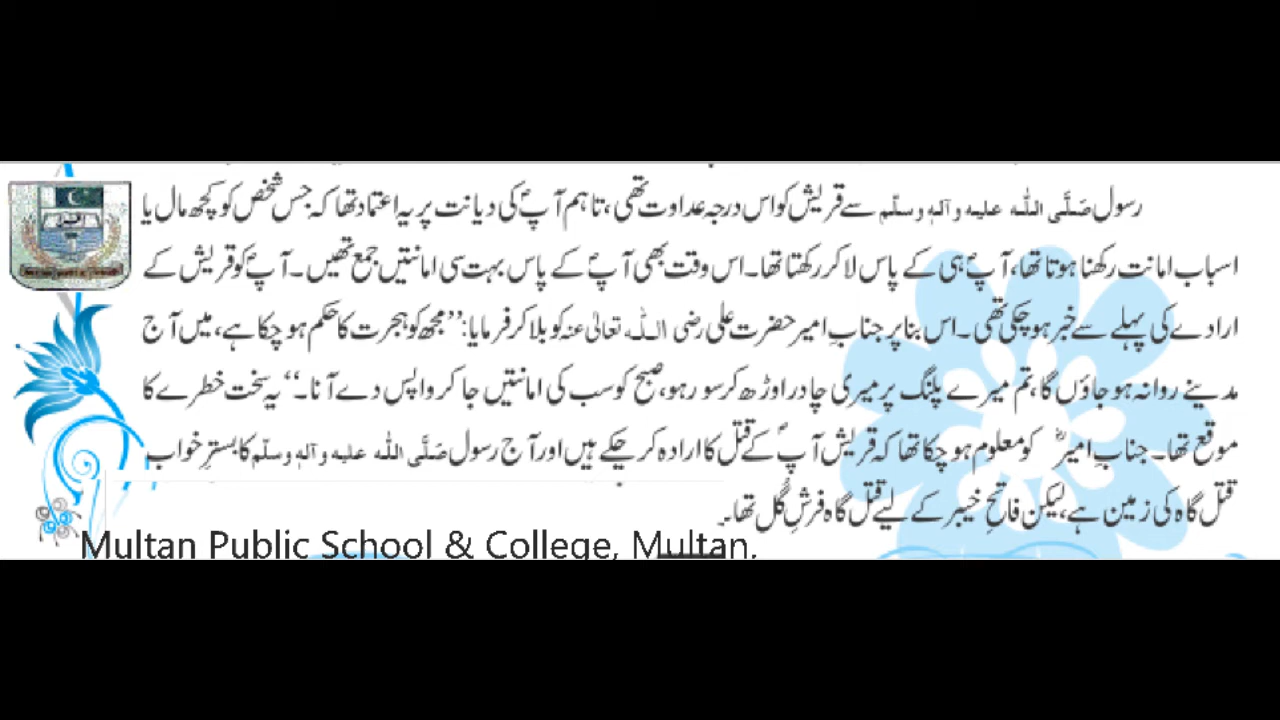 رسول صَلَّی اللہ علیہ وآلہٖ وسلّم سے قریش کو اس درجہ عداوت تھی، تاہم آپؐ کی دیانت پر یہ اعتماد تھا کہ جس شخص کو کچھ مال یا
اسباب امانت رکھنا ہوتا تھا، آپؐ ہی کے پاس لا کر رکھتا تھا۔ اس وقت بھی آپؐ کے پاس بہت سی امانتیں جمع تھیں۔ آپؐ کو قریش کے
ارادے کی پہلے سے خبر ہو چکی تھی۔ اس بنا پر جنابِ امیر حضرت علی رضی اللہ تعالیٰ عنہ کو بلا کر فرمایا: ’’مجھ کو ہجرت کا حکم ہو چکا ہے، میں آج
مدینے روانہ ہو جاؤں گا، تم میرے پلنگ پر میری چادر اوڑھ کر سو رہو، صبح کو سب کی امانتیں جا کر واپس دے آنا۔‘‘ یہ سخت خطرے کا
موقع تھا۔ جنابِ امیرؓ کو معلوم ہو چکا تھا کہ قریش آپؐ کے قتل کا ارادہ کر چکے ہیں اور آج رسول صَلَّی اللہ علیہ وآلہٖ وسلّم کا بسترِ خواب
قتل گاہ کی زمین ہے، لیکن فاتحِ خیبر کے لیے قتل گاہ فرشِ گُل تھا۔
Multan Public School & College, Multan.